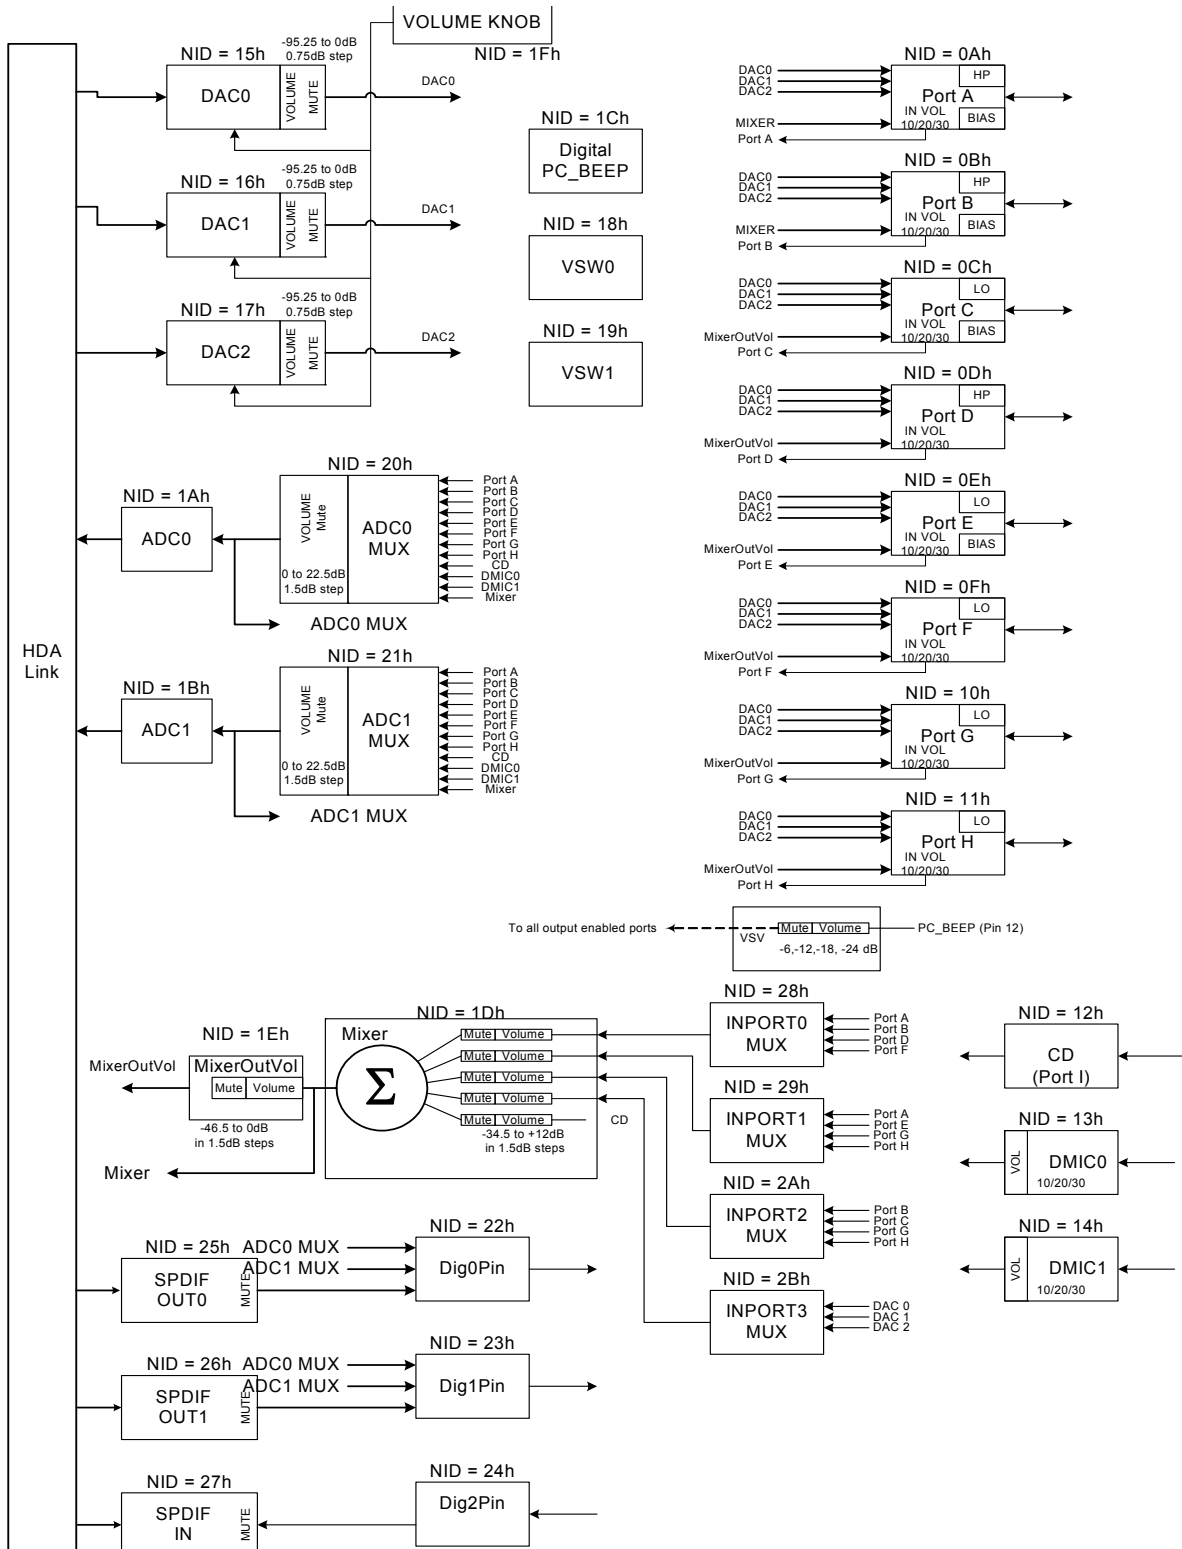 VOLUME KNOB
NID = 1Fh
HDA
Link
NID = 15h
-95.25 to 0dB
0.75dB step
DAC0
VOLUME
MUTE
DAC0
NID = 16h
-95.25 to 0dB
0.75dB step
DAC1
VOLUME
MUTE
DAC1
NID = 17h
-95.25 to 0dB
0.75dB step
DAC2
VOLUME
MUTE
DAC2
NID = 1Ch
Digital
PC_BEEP
NID = 18h
VSW0
NID = 19h
VSW1
NID = 1Ah
ADC0
NID = 20h
VOLUME
Mute
0 to 22.5dB
1.5dB step
ADC0
MUX
Port A
Port B
Port C
Port D
Port E
Port F
Port G
Port H
CD
DMIC0
DMIC1
Mixer
ADC0 MUX
NID = 1Bh
ADC1
NID = 21h
VOLUME
Mute
0 to 22.5dB
1.5dB step
ADC1
MUX
Port A
Port B
Port C
Port D
Port E
Port F
Port G
Port H
CD
DMIC0
DMIC1
Mixer
ADC1 MUX
NID = 0Ah
DAC0
DAC1
DAC2
MIXER
Port A
HP
Port A
IN VOL
10/20/30
BIAS
NID = 0Bh
DAC0
DAC1
DAC2
MIXER
Port B
HP
Port B
IN VOL
10/20/30
BIAS
NID = 0Ch
DAC0
DAC1
DAC2
MixerOutVol
Port C
LO
Port C
IN VOL
10/20/30
BIAS
NID = 0Dh
DAC0
DAC1
DAC2
MixerOutVol
Port D
HP
Port D
IN VOL
10/20/30
NID = 0Eh
DAC0
DAC1
DAC2
MixerOutVol
Port E
LO
Port E
IN VOL
10/20/30
BIAS
NID = 0Fh
DAC0
DAC1
DAC2
MixerOutVol
Port F
LO
Port F
IN VOL
10/20/30
NID = 10h
DAC0
DAC1
DAC2
MixerOutVol
Port G
LO
Port G
IN VOL
10/20/30
NID = 11h
DAC0
DAC1
DAC2
MixerOutVol
Port H
LO
Port H
IN VOL
10/20/30
To all output enabled ports
VSV
Mute Volume
-6,-12,-18, -24 dB
PC_BEEP (Pin 12)
NID = 1Eh
MixerOutVol
MixerOutVol
Mute Volume
-46.5 to 0dB
in 1.5dB steps
Mixer
NID = 1Dh
Mixer
Σ
Mute Volume
Mute Volume
Mute Volume
Mute Volume
Mute Volume
CD
-34.5 to +12dB
in 1.5dB steps
NID = 28h
INPORT0
MUX
Port A
Port B
Port D
Port F
NID = 29h
INPORT1
MUX
Port A
Port E
Port G
Port H
NID = 2Ah
INPORT2
MUX
Port B
Port C
Port G
Port H
NID = 2Bh
INPORT3
MUX
DAC 0
DAC 1
DAC 2
NID = 12h
CD
(Port I)
NID = 13h
VOL
DMIC0
10/20/30
NID = 14h
VOL
DMIC1
10/20/30
NID = 25h
SPDIF
OUT0
MUTE
ADC0 MUX
ADC1 MUX
NID = 22h
Dig0Pin
NID = 26h
SPDIF
OUT1
MUTE
ADC0 MUX
ADC1 MUX
NID = 23h
Dig1Pin
NID = 27h
SPDIF
IN
MUTE
NID = 24h
Dig2Pin